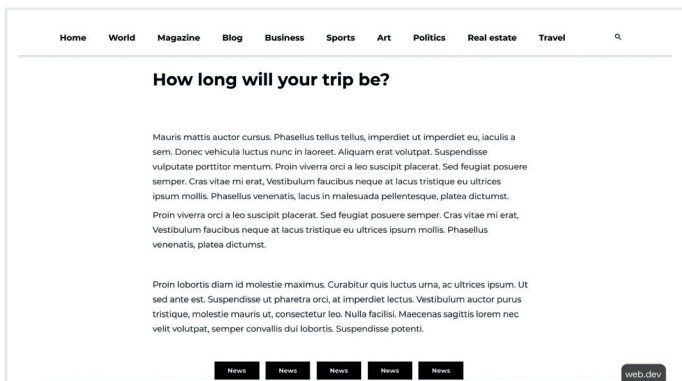 Home World Magazine Blog Business Sports Art Politics Real estate Travel
How long will your trip be?
Mauris mattis auctor cursus. Phasellus tellus tellus, imperdiet ut imperdiet eu, iaculis a
sem. Donec vehicula luctus nunc in laoreet. Aliquam erat volutpat. Suspendisse
vulputate porttitor mentum. Proin viverra orci a leo suscipit placerat. Sed feugiat posuere
semper. Cras vitae mi erat, Vestibulum faucibus neque at lacus tristique eu ultrices
ipsum mollis. Phasellus venenatis, lacus in malesuada pellentesque, platea dictumst.
Proin viverra orci a leo suscipit placerat. Sed feugiat posuere semper. Cras vitae mi erat,
Vestibulum faucibus neque at lacus tristique eu ultrices ipsum mollis. Phasellus
venenatis, platea dictumst.
Proin lobortis diam id molestie maximus. Curabitur quis luctus urna, ac ultrices ipsum. Ut
sed ante est. Suspendisse ut pharetra orci, at imperdiet lectus. Vestibulum auctor purus
tristique, molestie mauris ut, consectetur leo. Nulla facilisi. Maecenas sagittis lorem nec
velit volutpat, semper convallis dui lobortis. Suspendisse potenti.
News News News News News
web.dev